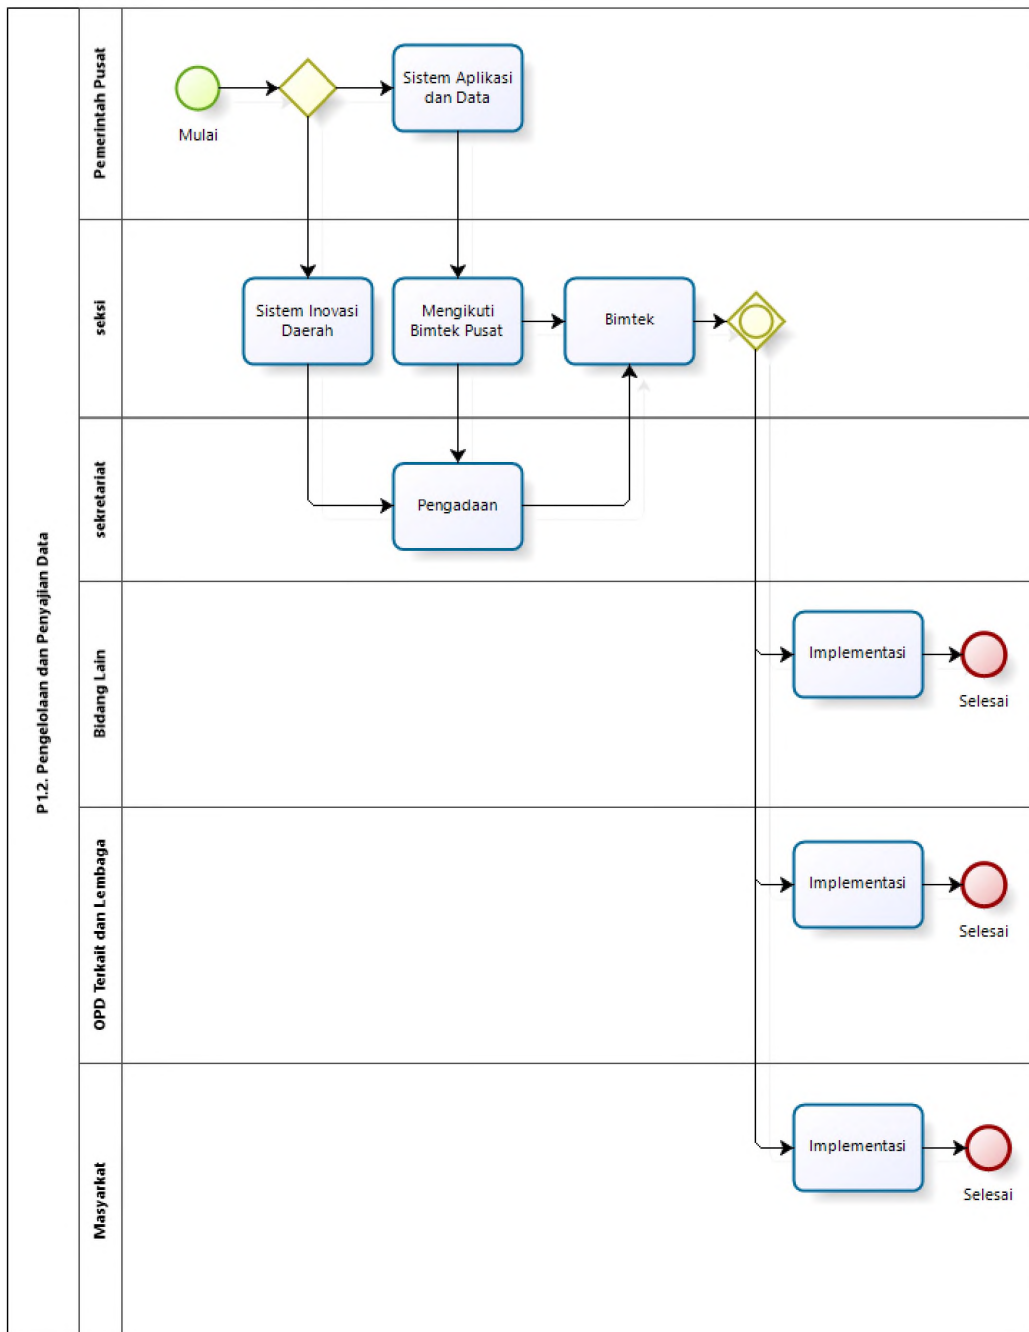 P1.2. Pengelolaan dan Penyajian Data
Pemerintah Pusat
Mulai
Sistem Aplikasi
dan Data
seksi
Sistem Inovasi
Daerah
Mengikuti
Bimtek Pusat
Bimtek
sekretariat
Pengadaan
Bidang Lain
Implementasi
Selesai
OPD Terkait dan Lembaga
Implementasi
Selesai
Masyarkat
Implementasi
Selesai